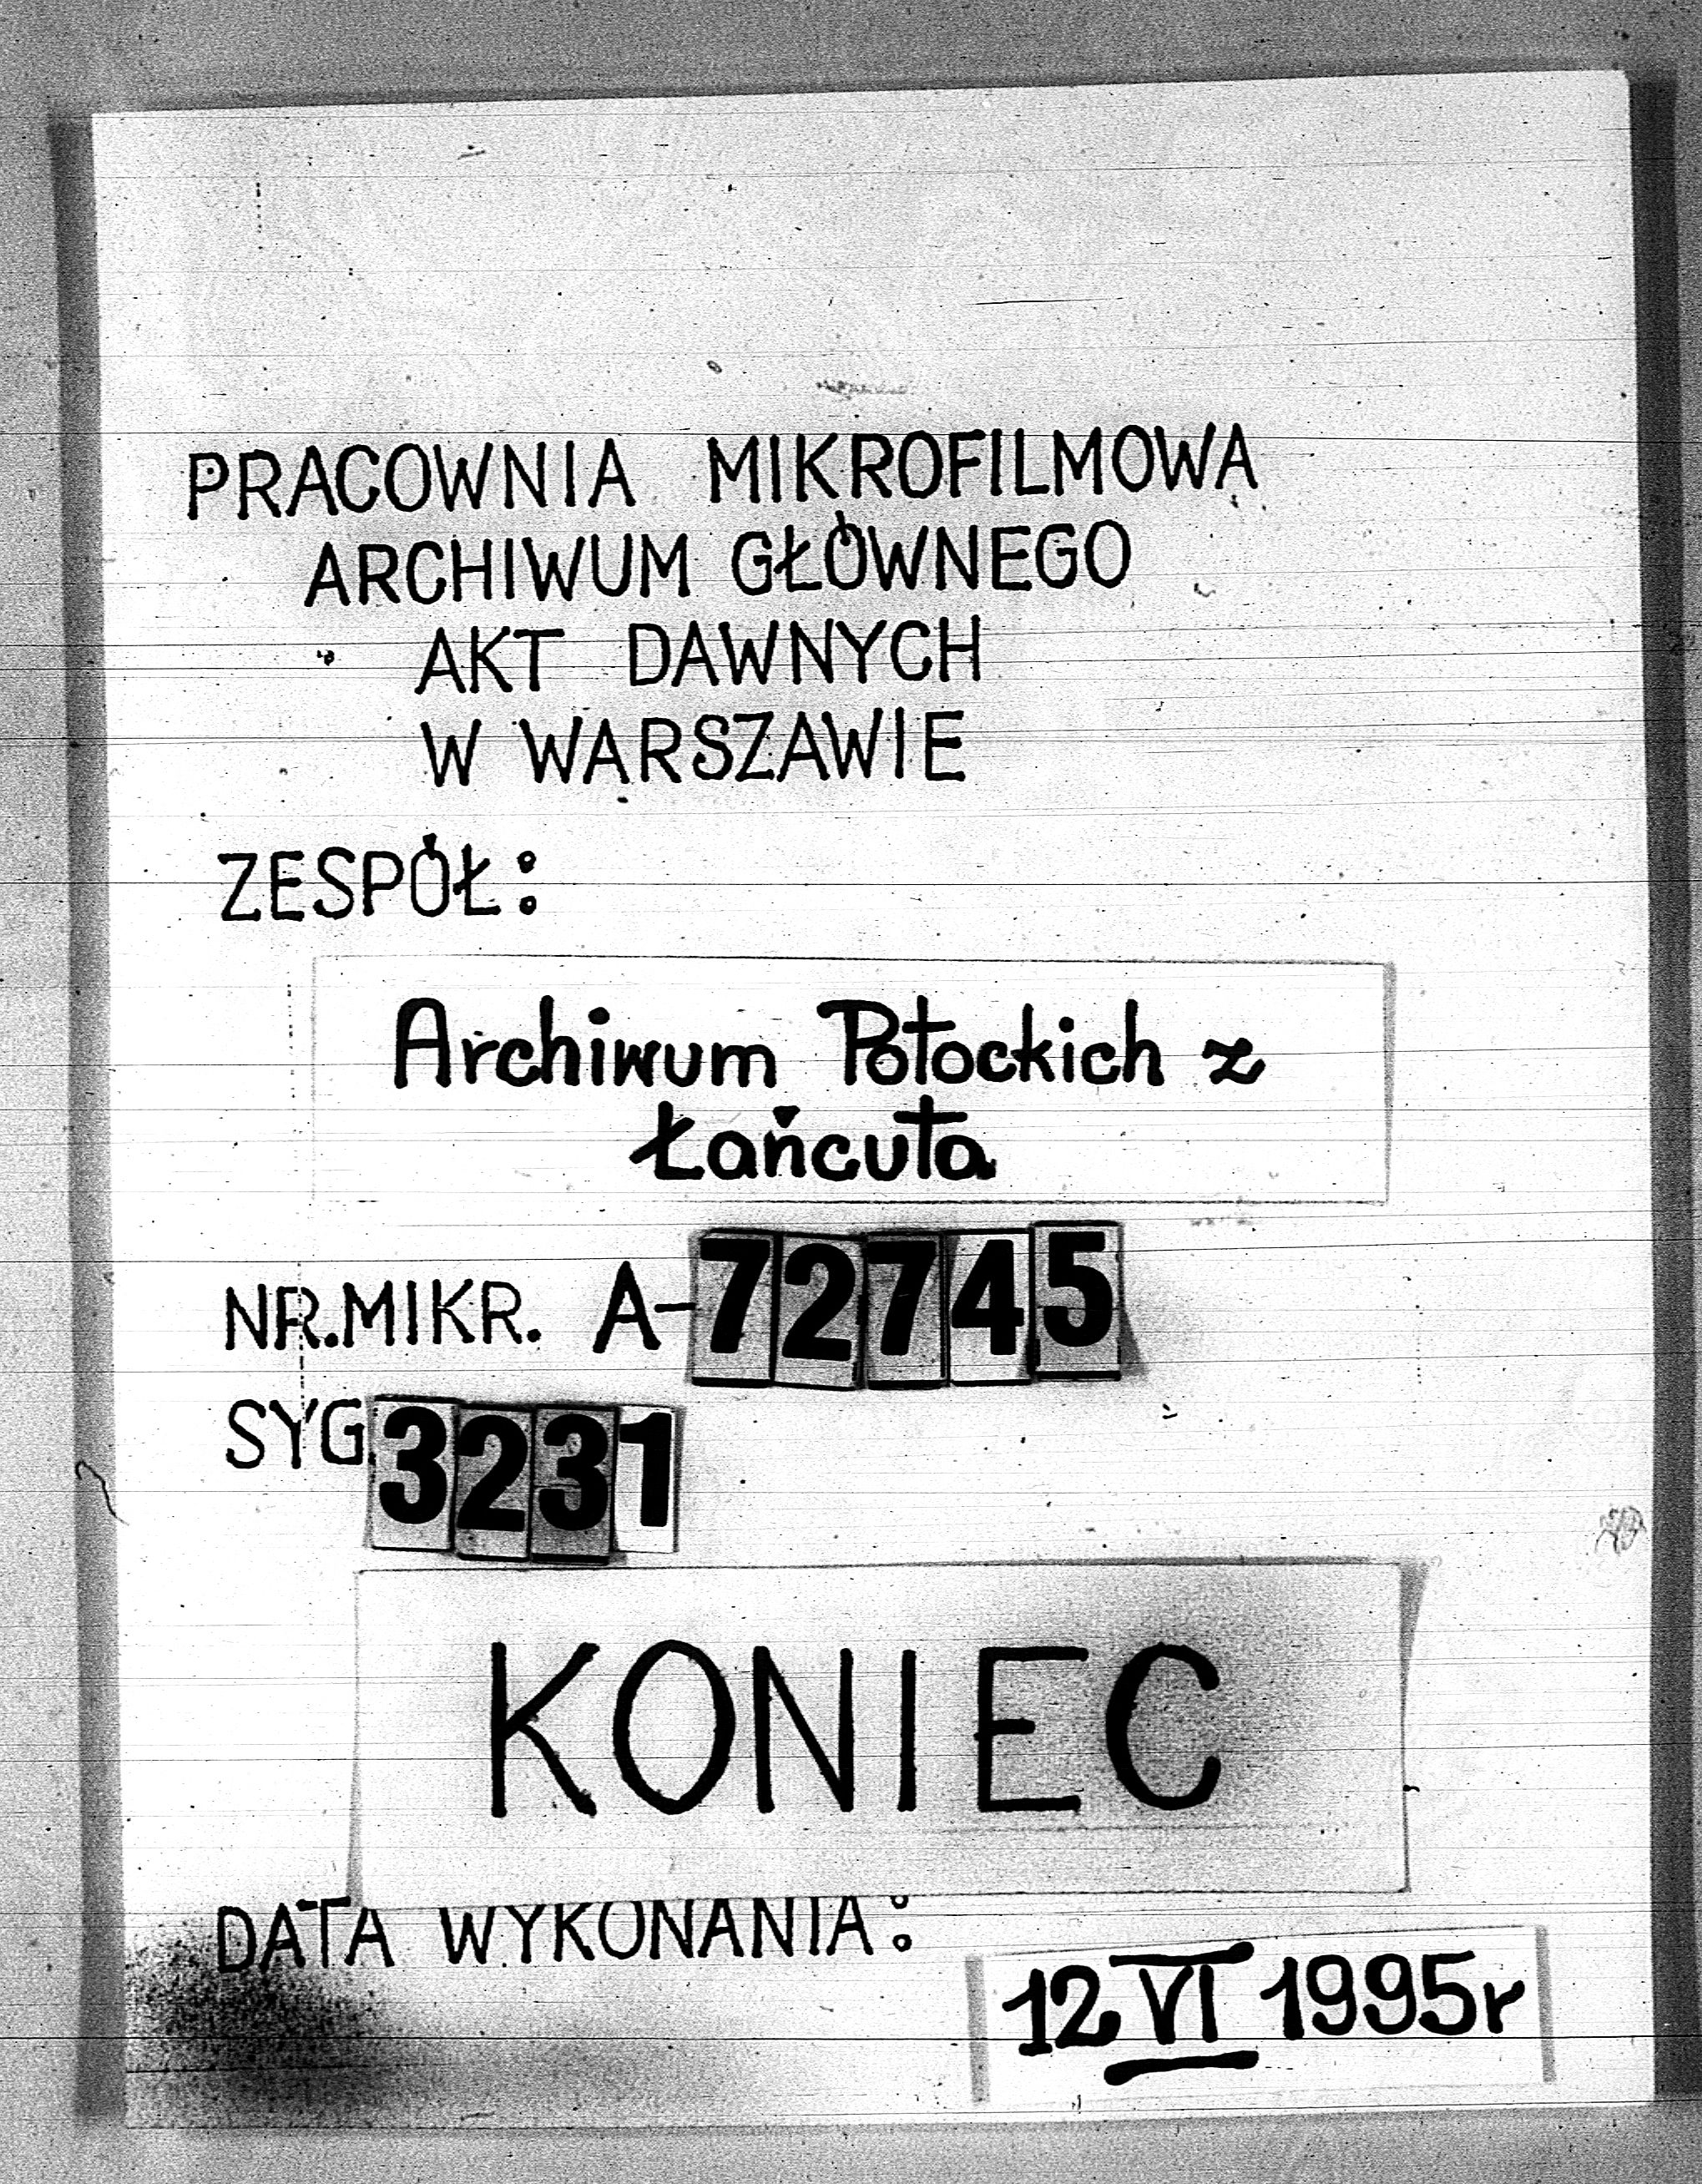 PRACOWNIA MIKROFILMOWA
ARCHIWUM GŁÓWNEGO
AKT DAWNYCH
W WARSZAWIE
ZESPÓŁ:
Archiwum Potockich z
Łańcuta
NR.MIKR. A-72745
SYG.3231
KONIEC
DATA WYKONANIA:
12 VI 1995r